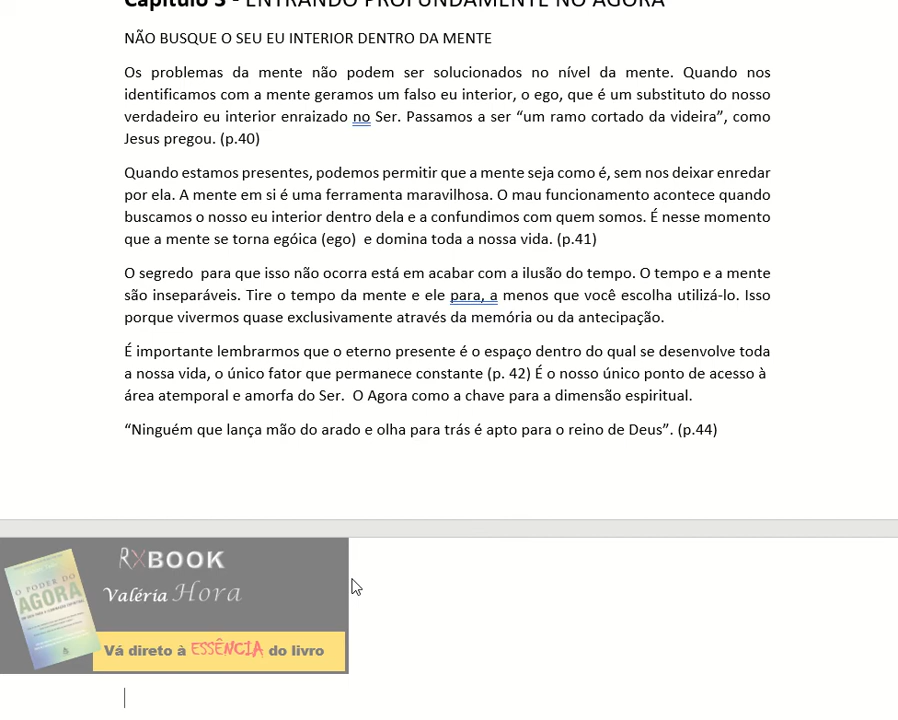 Capítulo 3 - ENTRANDO PROFUNDAMENTE NO AGORA
NÃO BUSQUE O SEU EU INTERIOR DENTRO DA MENTE
Os problemas da mente não podem ser solucionados no nível da mente. Quando nos
identificamos com a mente geramos um falso eu interior, o ego, que é um substituto do nosso
verdadeiro eu interior enraizado no Ser. Passamos a ser “um ramo cortado da videira”, como
Jesus pregou. (p.40)
Quando estamos presentes, podemos permitir que a mente seja como é, sem nos deixar enredar
por ela. A mente em si é uma ferramenta maravilhosa. O mau funcionamento acontece quando
buscamos o nosso eu interior dentro dela e a confundimos com quem somos. É nesse momento
que a mente se torna egóica (ego)  e domina toda a nossa vida. (p.41)
O segredo  para que isso não ocorra está em acabar com a ilusão do tempo. O tempo e a mente
são inseparáveis. Tire o tempo da mente e ele para, a menos que você escolha utilizá-lo. Isso
porque vivermos quase exclusivamente através da memória ou da antecipação.
É importante lembrarmos que o eterno presente é o espaço dentro do qual se desenvolve toda
a nossa vida, o único fator que permanece constante (p. 42) É o nosso único ponto de acesso à
área atemporal e amorfa do Ser.  O Agora como a chave para a dimensão espiritual.
“Ninguém que lança mão do arado e olha para trás é apto para o reino de Deus”. (p.44)
RXBOOK
Valéria Hora
O PODER DO
AGORA
Vá direto à ESSÊNCIA do livro